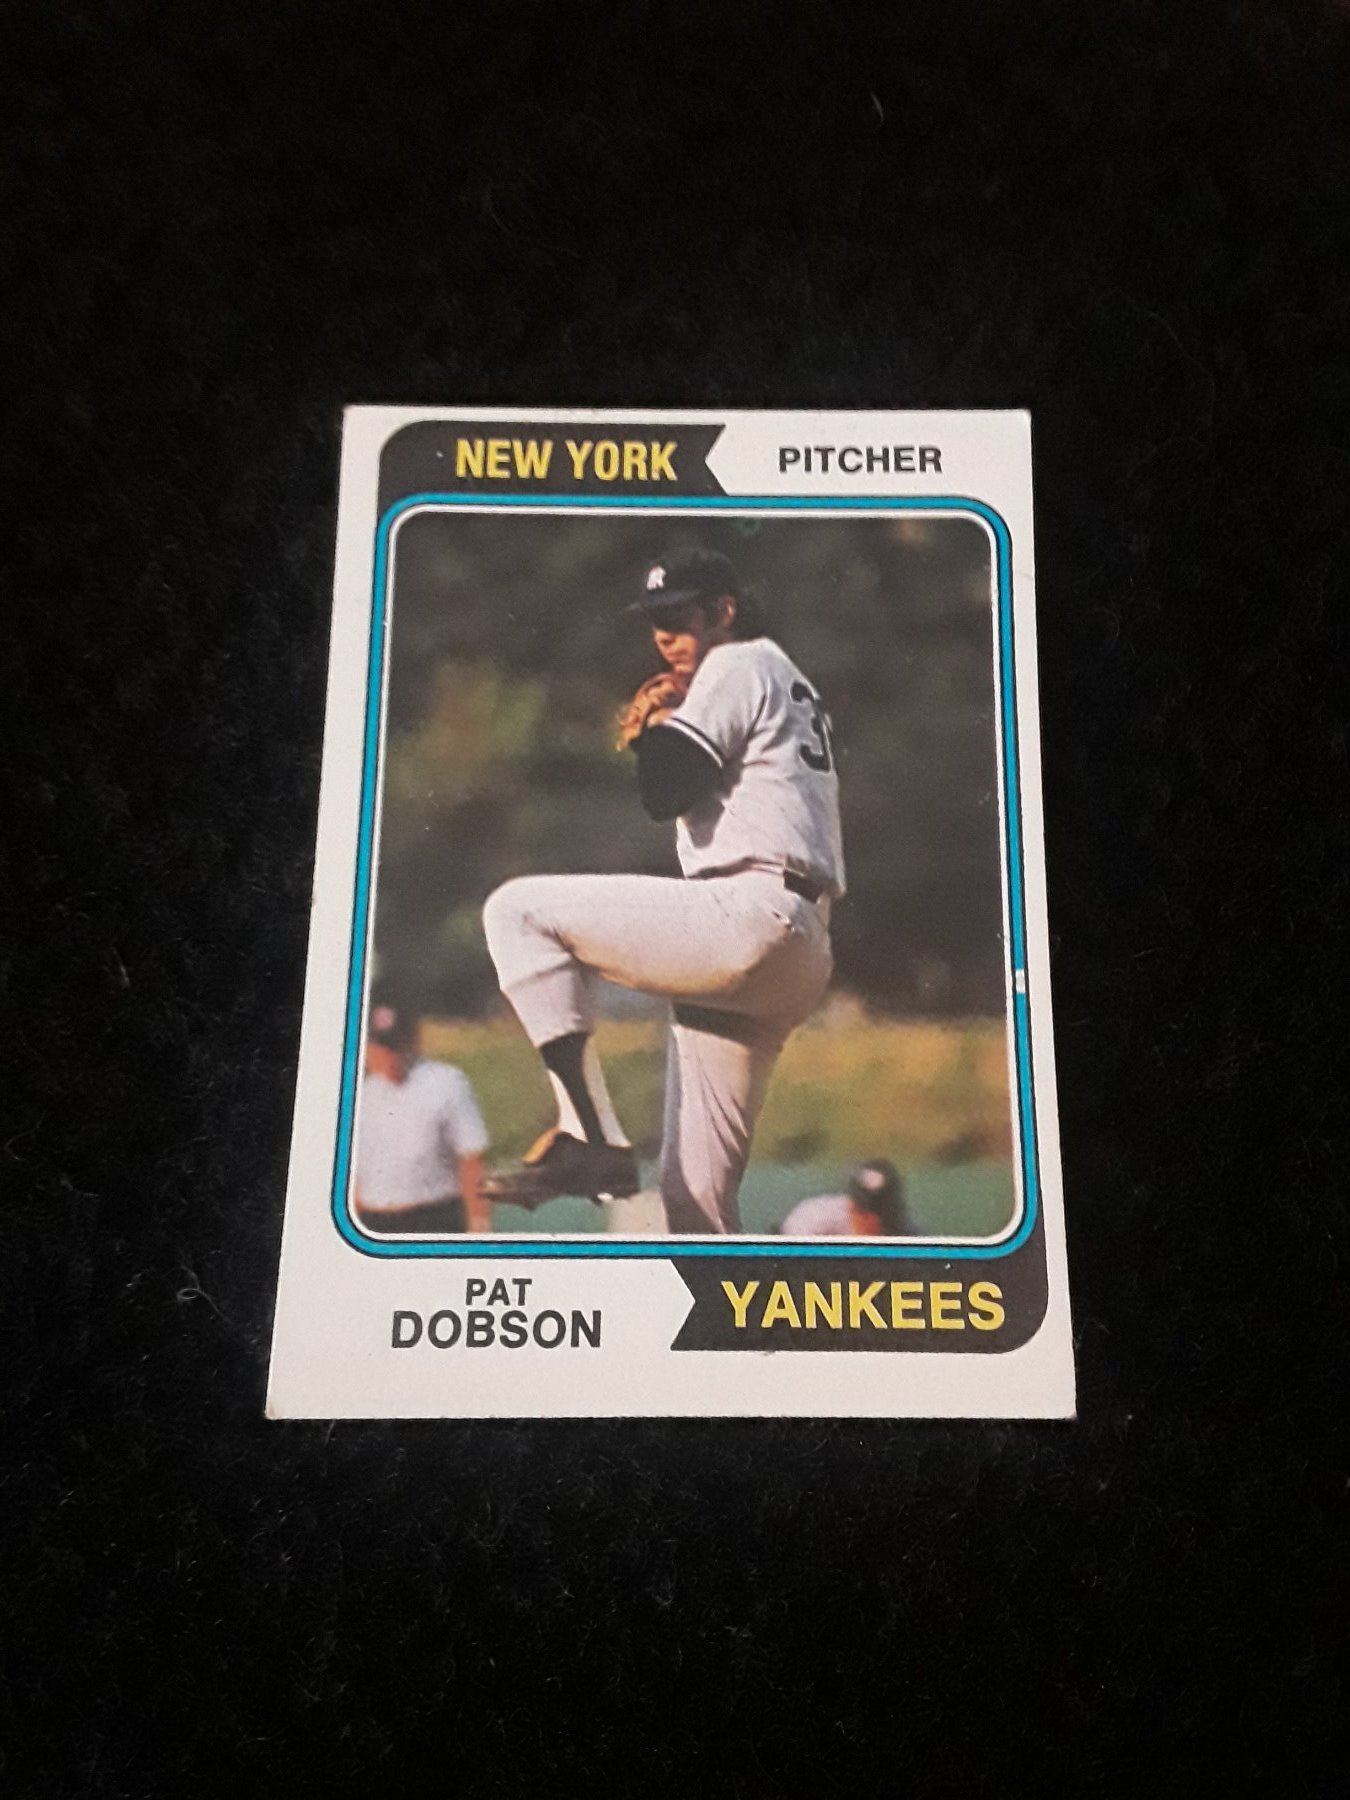 NEW YORK PITCHER
PAT
DOBSON
YANKEES